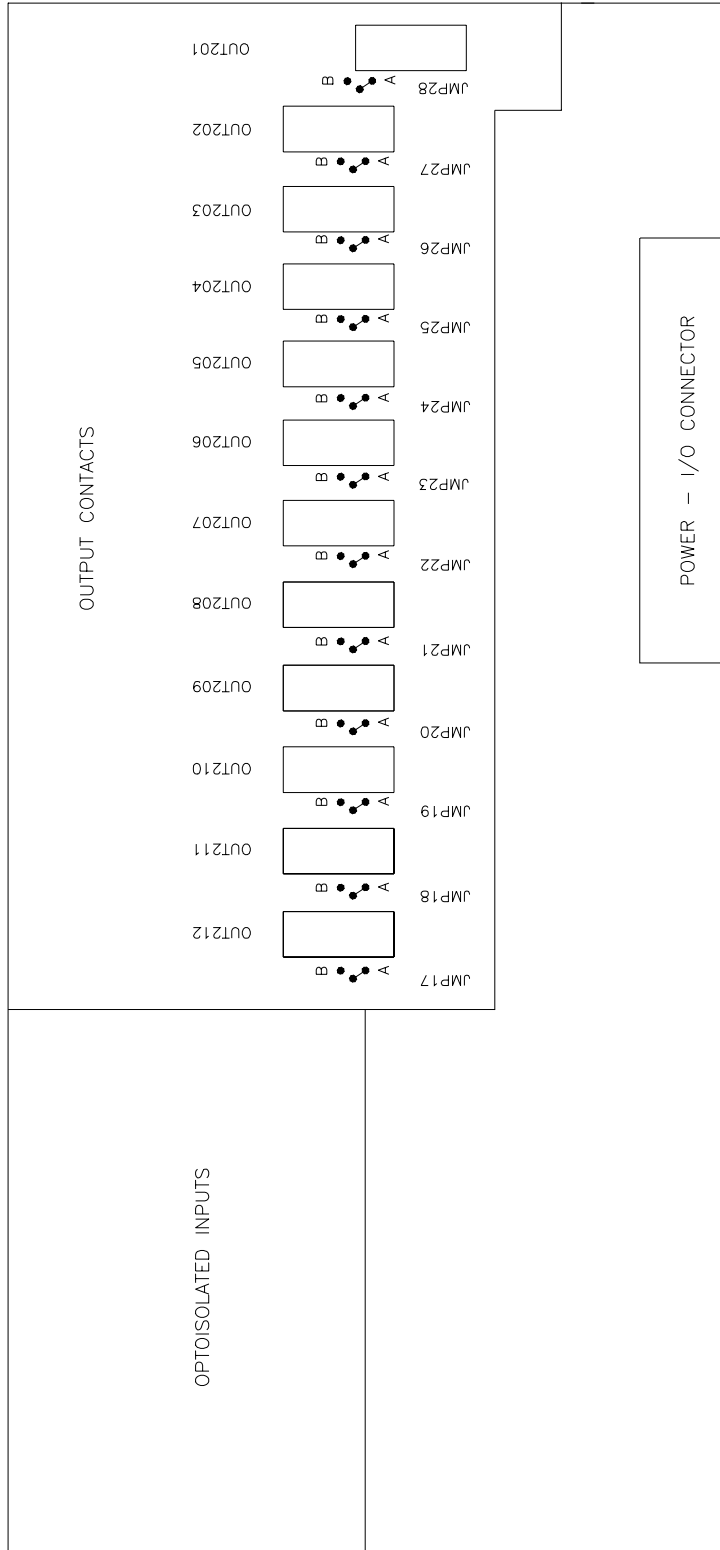 OUT201
B A
JMP28
OUT202
B A
JMP27
OUT203
B A
JMP26
OUT204
B A
JMP25
OUT205
B A
JMP24
OUT206
B A
JMP23
OUT207
B A
JMP22
OUT208
B A
JMP21
OUT209
B A
JMP20
OUT210
B A
JMP19
OUT211
B A
JMP18
OUT212
B A
JMP17
OUTPUT CONTACTS
POWER – I/O CONNECTOR
OPTOISOLATED INPUTS